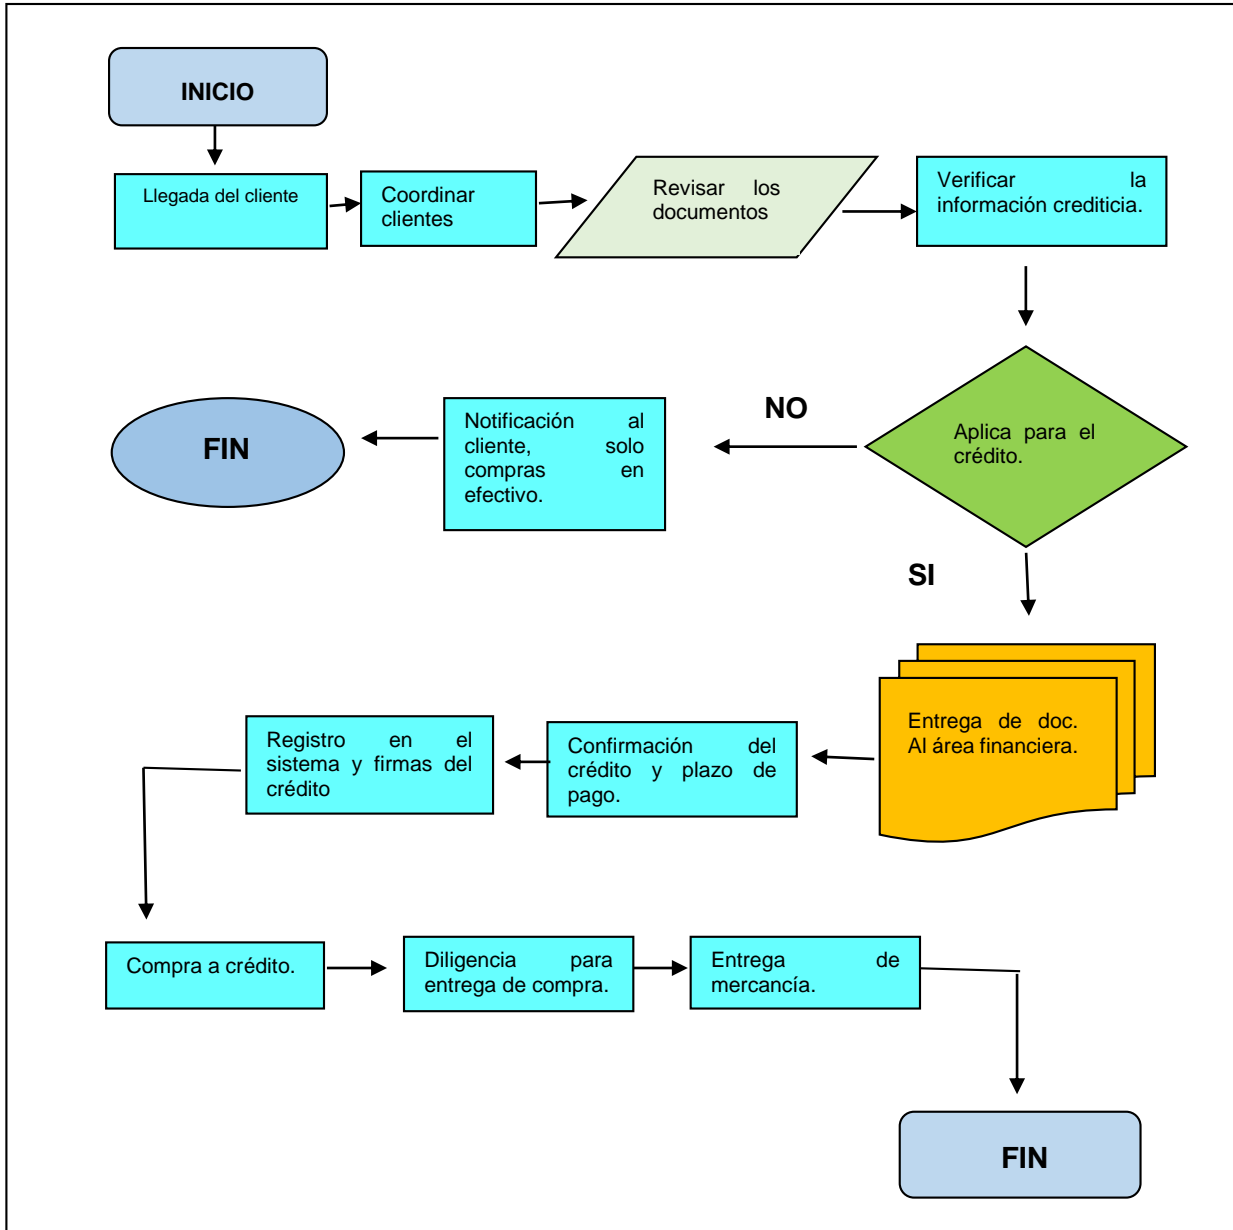 INICIO
Llegada del cliente
Coordinar
clientes
Revisar los
documentos
Verificar la
información crediticia.
Aplica para el
crédito.
NO
Notificación al
cliente, solo
compras en
efectivo.
FIN
SI
Entrega de doc.
Al área financiera.
Confirmación del
crédito y plazo de
pago.
Registro en el
sistema y firmas del
crédito
Compra a crédito.
Diligencia para
entrega de compra.
Entrega de
mercancía.
FIN